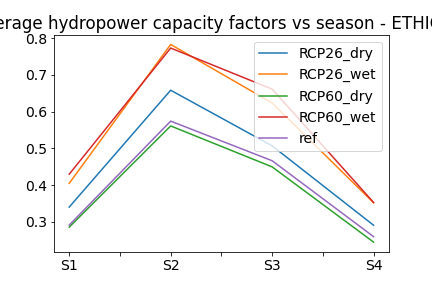 erage hydropower capacity factors vs season - ETHI
0.8
0.7
0.6
0.5
0.4
0.3
S1
S2
S3
S4
RCP26_dry
RCP26_wet
RCP60_dry
RCP60_wet
ref